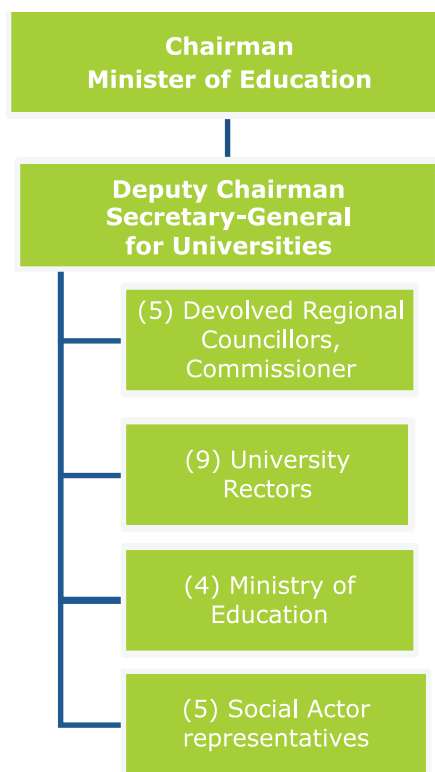 Chairman
Minister of Education
Deputy Chairman
Secretary-General
for Universities
(5) Devolved Regional
Councillors,
Commissioner
(9) University
Rectors
(4) Ministry of
Education
(5) Social Actor
representatives